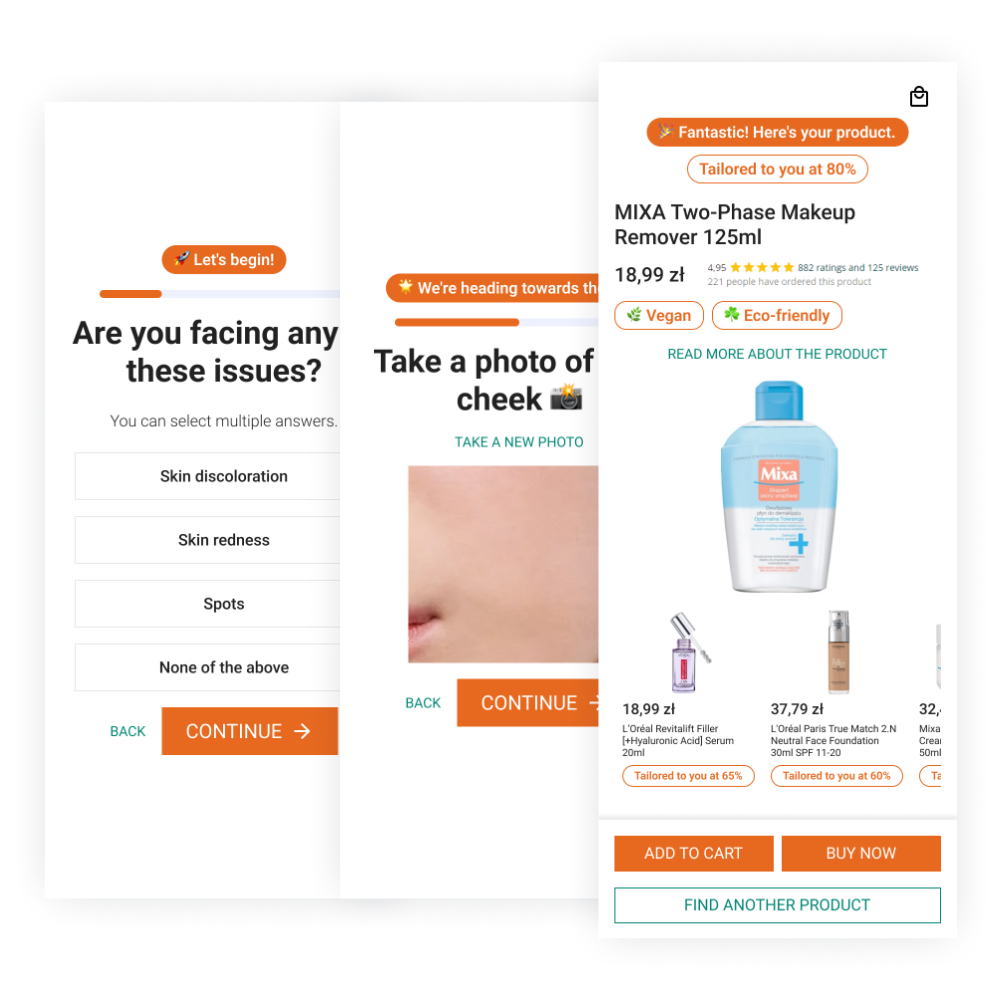 🚀 Let's begin!
Are you facing any
these issues?
You can select multiple answers.
Skin discoloration
Skin redness
Spots
None of the above
BACK
CONTINUE →
🌟 We're heading towards th
Take a photo of
cheek 📸
TAKE A NEW PHOTO
BACK
CONTINUE
🎉 Fantastic! Here's your product.
Tailored to you at 80%
MIXA Two-Phase Makeup
Remover 125ml
18,99 zł
4,95 ★★★★★ 882 ratings and 125 reviews
221 people have ordered this product
🌿 Vegan
☘️ Eco-friendly
READ MORE ABOUT THE PRODUCT
Mixa
Optymalna Tolerancja
18,99 zł
L'Oréal Revitalift Filler
[+Hyaluronic Acid] Serum
20ml
Tailored to you at 65%
37,79 zł
L'Oréal Paris True Match 2.N
Neutral Face Foundation
30ml SPF 11-20
Tailored to you at 60%
32,
Mixa
Crea
50ml
Ta
ADD TO CART
BUY NOW
FIND ANOTHER PRODUCT